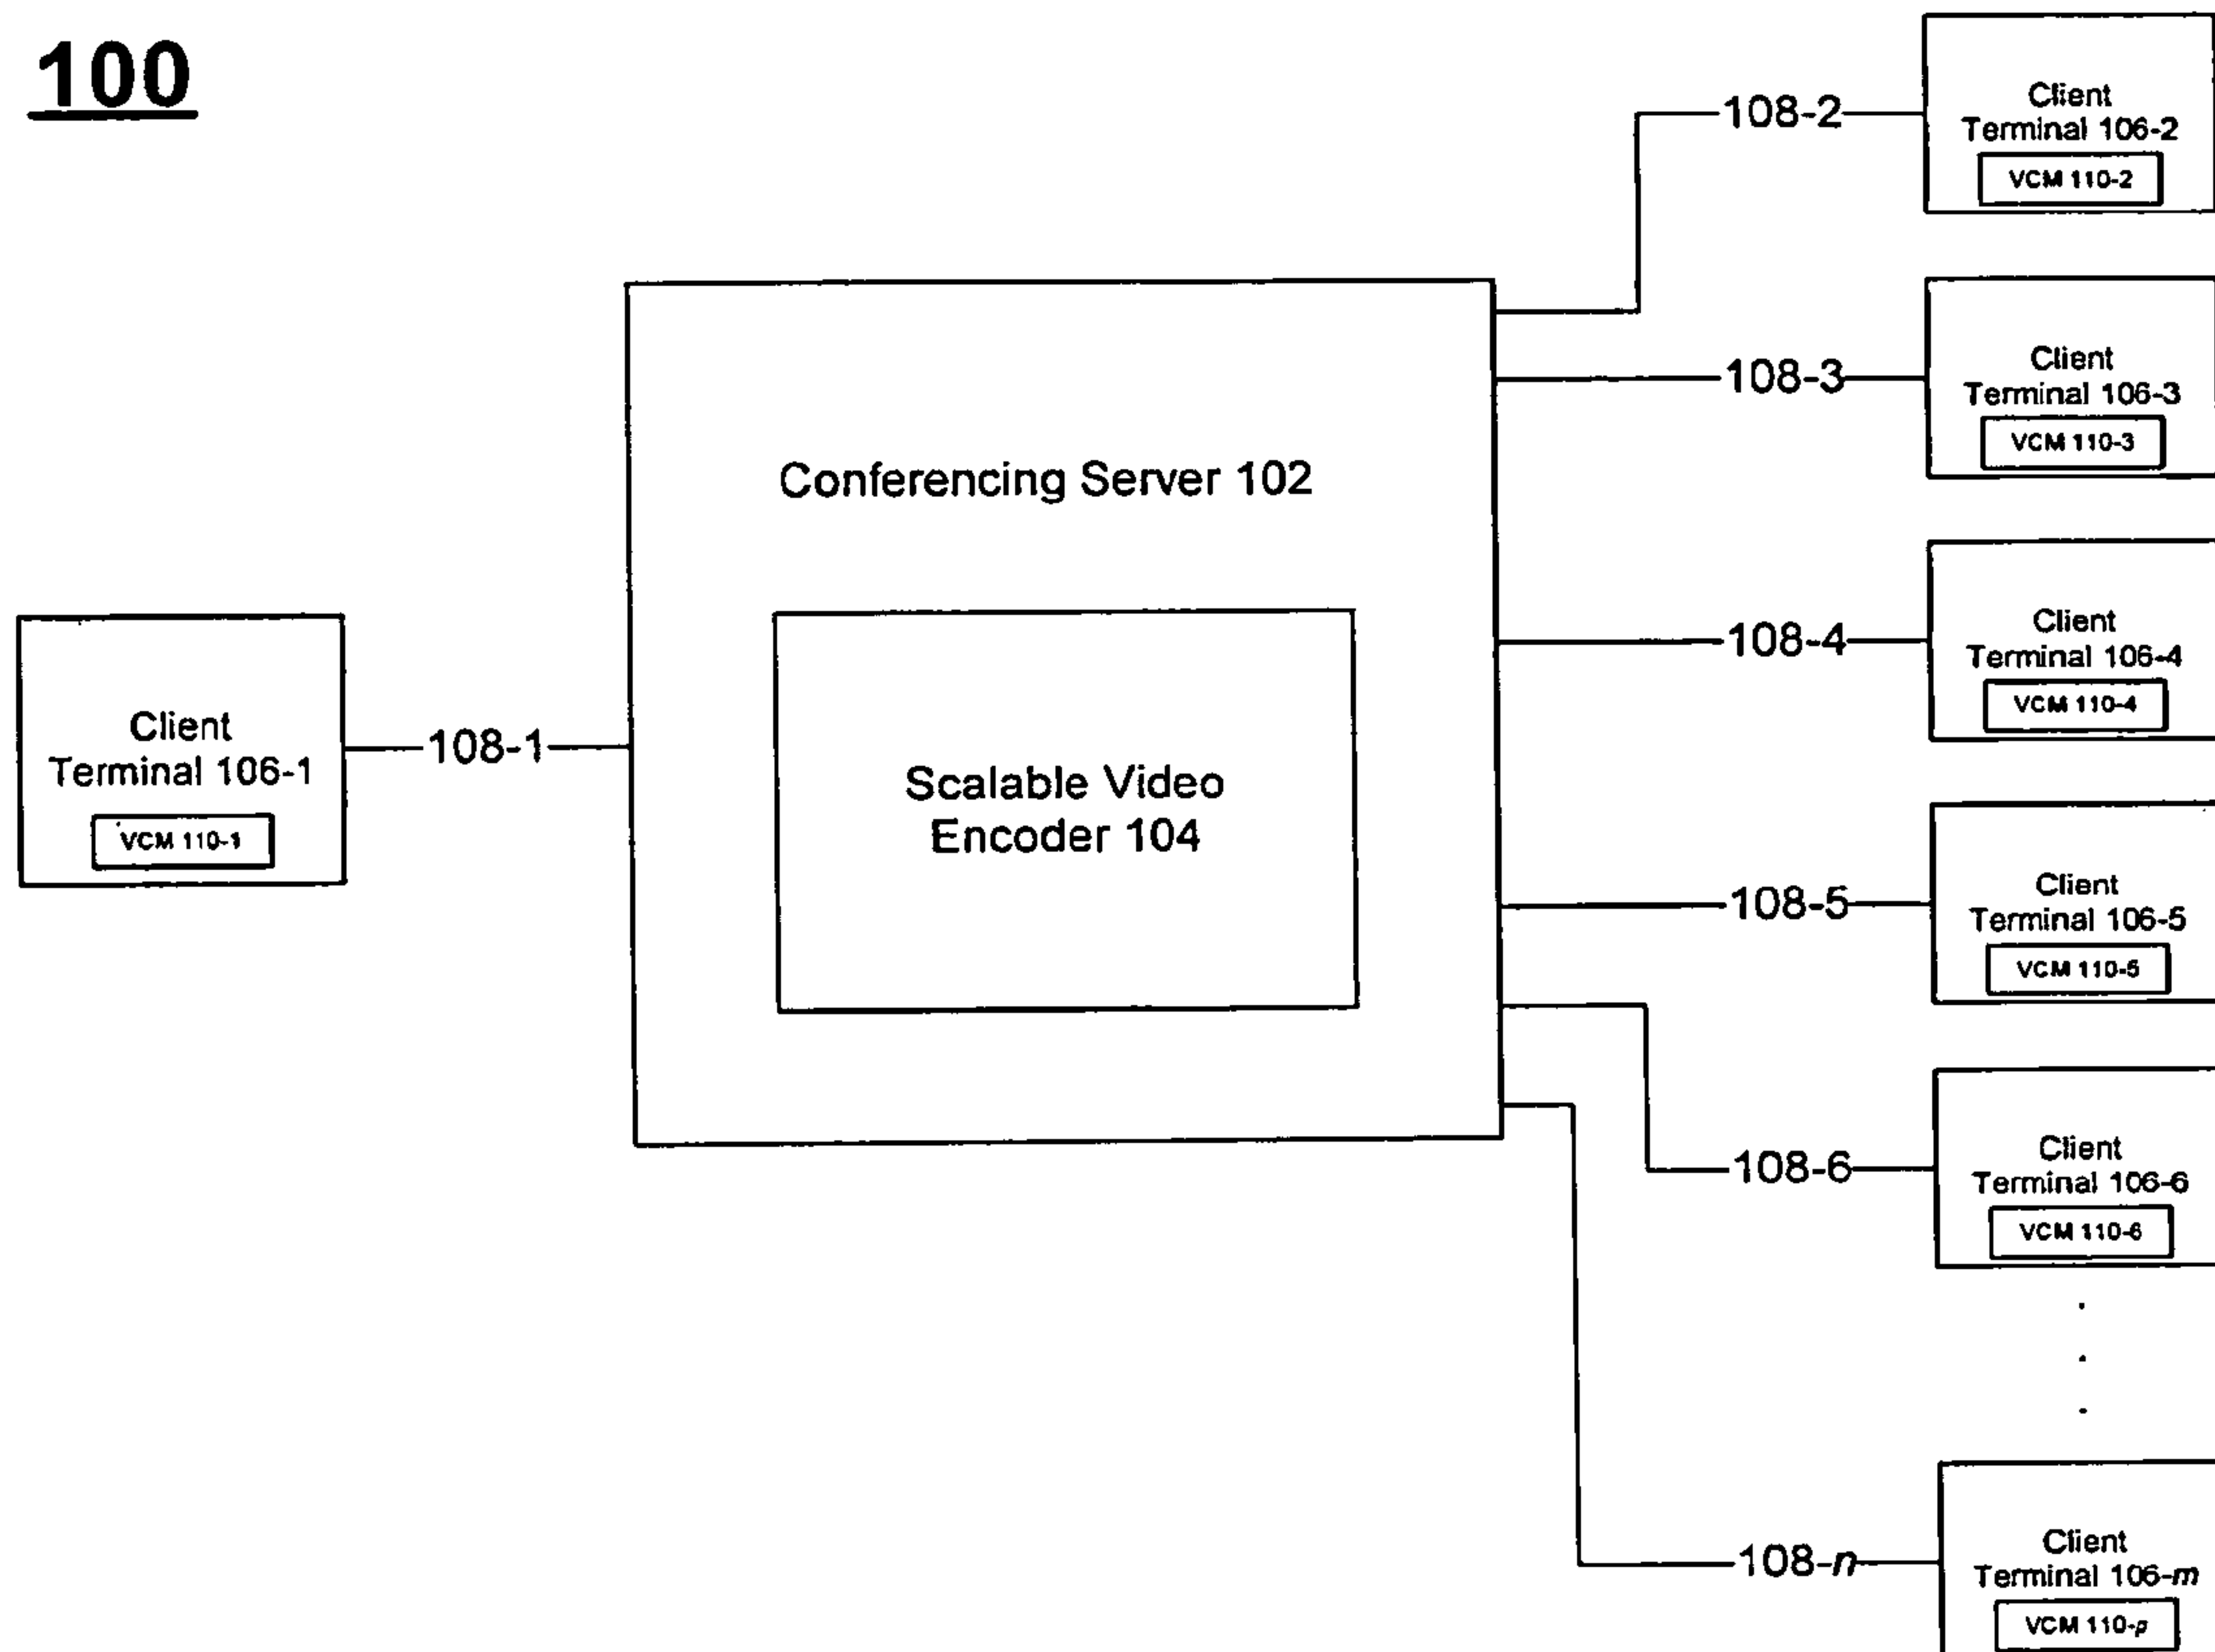 100
108-2
Client
Terminal 106-2
VCM 110-2
108-3
Client
Terminal 106-3
VCM 110-3
Conferencing Server 102
108-4
Client
Terminal 106-4
VCM 110-4
Client
Terminal 106-1
VCM 110-1
108-1
Scalable Video
Encoder 104
108-5
Client
Terminal 106-5
VCM 110-5
108-6
Client
Terminal 106-6
VCM 110-6
108-n
Client
Terminal 106-m
VCM 110-p